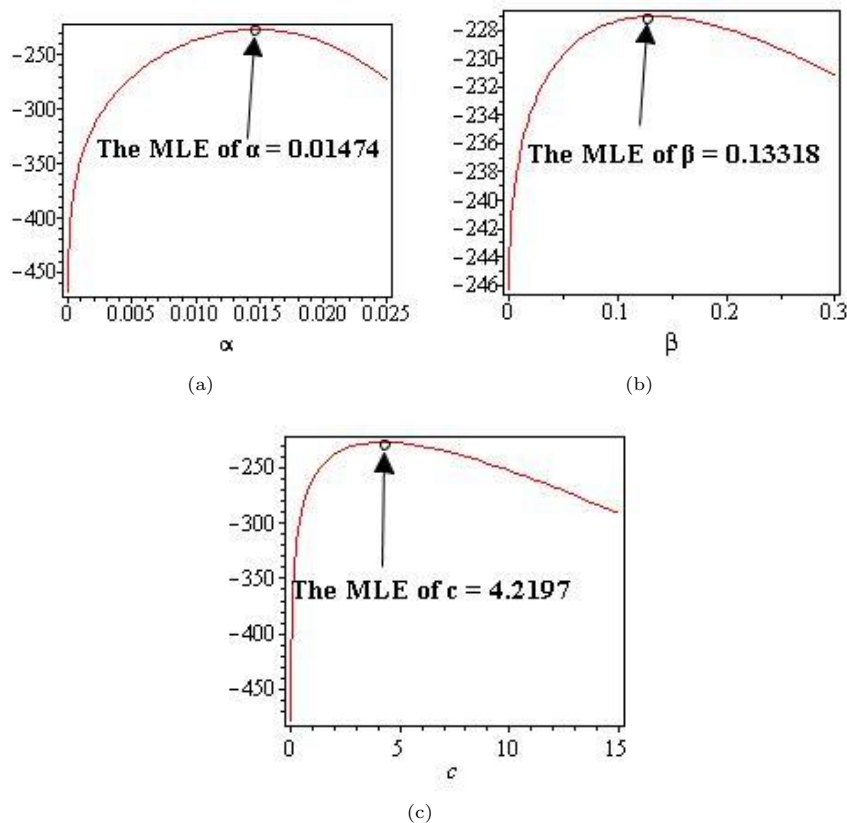 −250
−300
−350
−400
−450
The MLE of α = 0.01474
0 0.005 0.010 0.015 0.020 0.025
α
(a)
−228
−230
−232
−234
−236
−238
−240
−242
−244
−246
The MLE of β = 0.13318
0 0.1 0.2 0.3
β
(b)
−250
−300
−350
−400
−450
The MLE of c = 4.2197
0 5 10 15
c
(c)